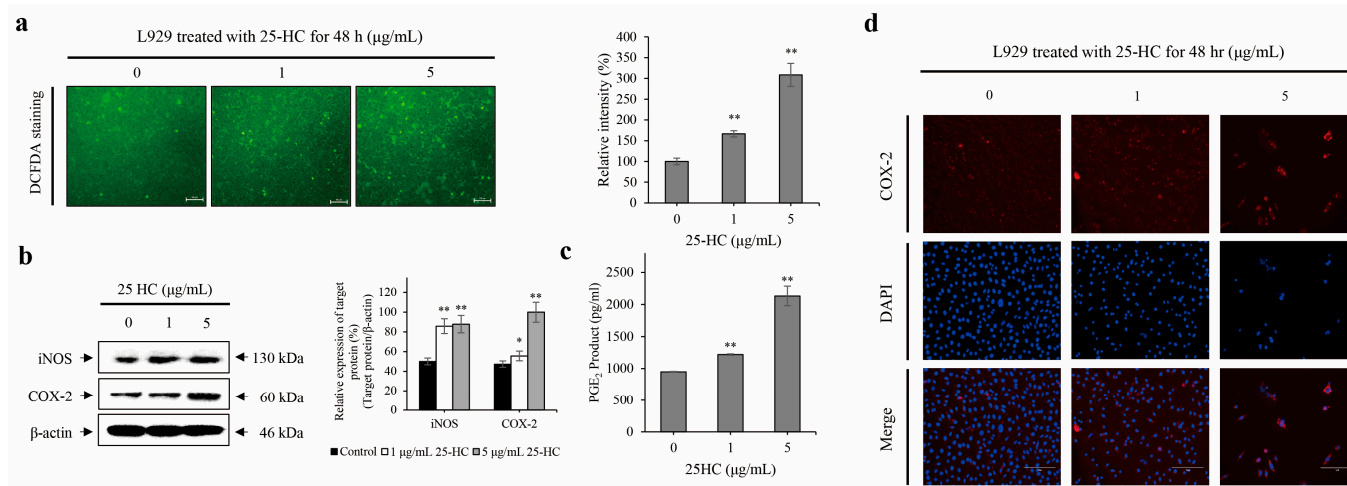 a
L929 treated with 25-HC for 48 h (μg/mL)
0 1 5
DCFDA staining
Relative intensity (%)
400
350
300
250
200
150
100
50
0
**
**
0 1 5
25-HC (μg/mL)
b
25 HC (μg/mL)
0 1 5
iNOS 130 kDa
COX-2 60 kDa
β-actin 46 kDa
Relative expression of target
protein (%)
(Target protein/β-actin)
120
100
80
60
40
20
0
** **
* **
iNOS COX-2
Control 1 μg/mL 25-HC 5 μg/mL 25-HC
c
PGE2 Product (pg/ml)
2500
2000
1500
1000
500
0
**
**
0 1 5
25HC (μg/mL)
d
L929 treated with 25-HC for 48 hr (μg/mL)
0 1 5
COX-2
DAPI
Merge